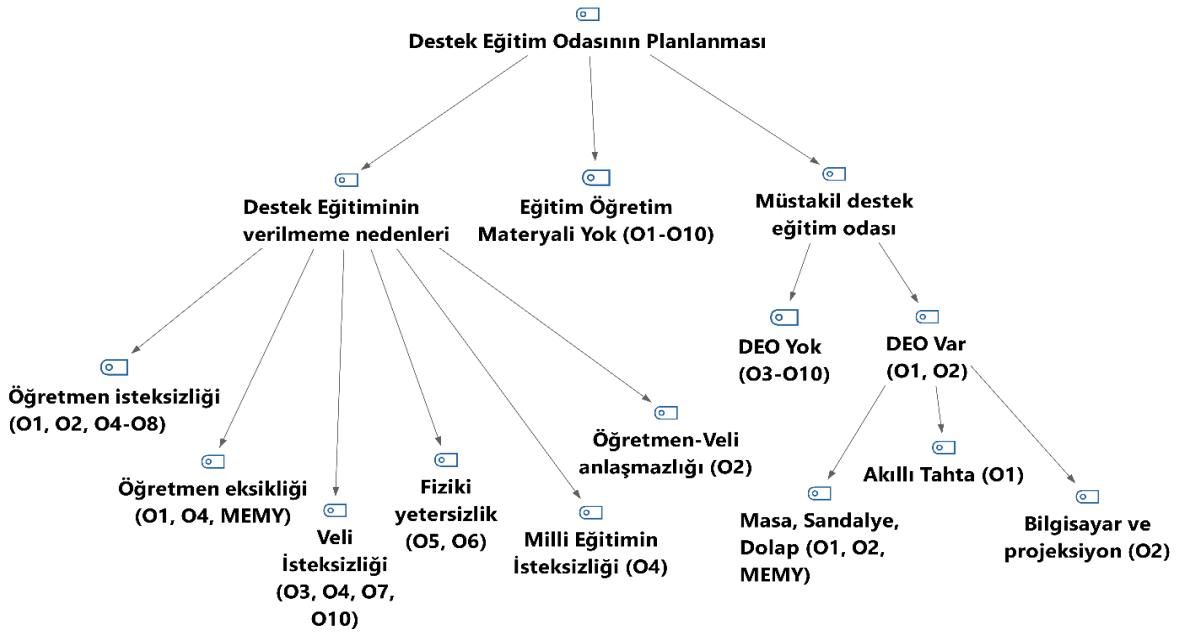 Destek Eğitim Odasının Planlanması
Destek Eğitiminin
verilmeme nedenleri
Eğitim Öğretim
Materyali Yok (O1-O10)
Müstakil destek
eğitim odası
DEO Yok
(O3-O10)
DEO Var
(O1, O2)
Öğretmen isteksizliği
(O1, O2, O4-O8)
Öğretmen eksikliği
(O1, O4, MEMY)
Veli
İsteksizliği
(O3, O4, O7,
O10)
Fiziki
yetersizlik
(O5, O6)
Milli Eğitimin
İsteksizliği (O4)
Öğretmen-Veli
anlaşmazlığı (O2)
Masa, Sandalye,
Dolap (O1, O2,
MEMY)
Akıllı Tahta (O1)
Bilgisayar ve
projeksiyon (O2)